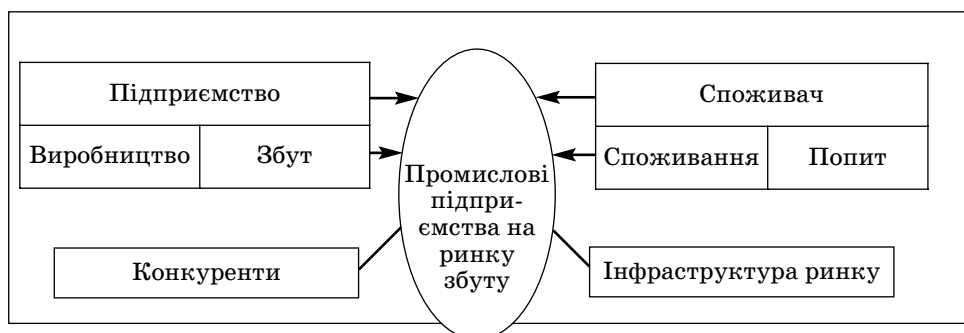 Підприємство
Виробництво
Збут
Промислові
підпри-
ємства на
ринку
збуту
Споживач
Споживання
Попит
Конкуренти
Інфраструктура ринку